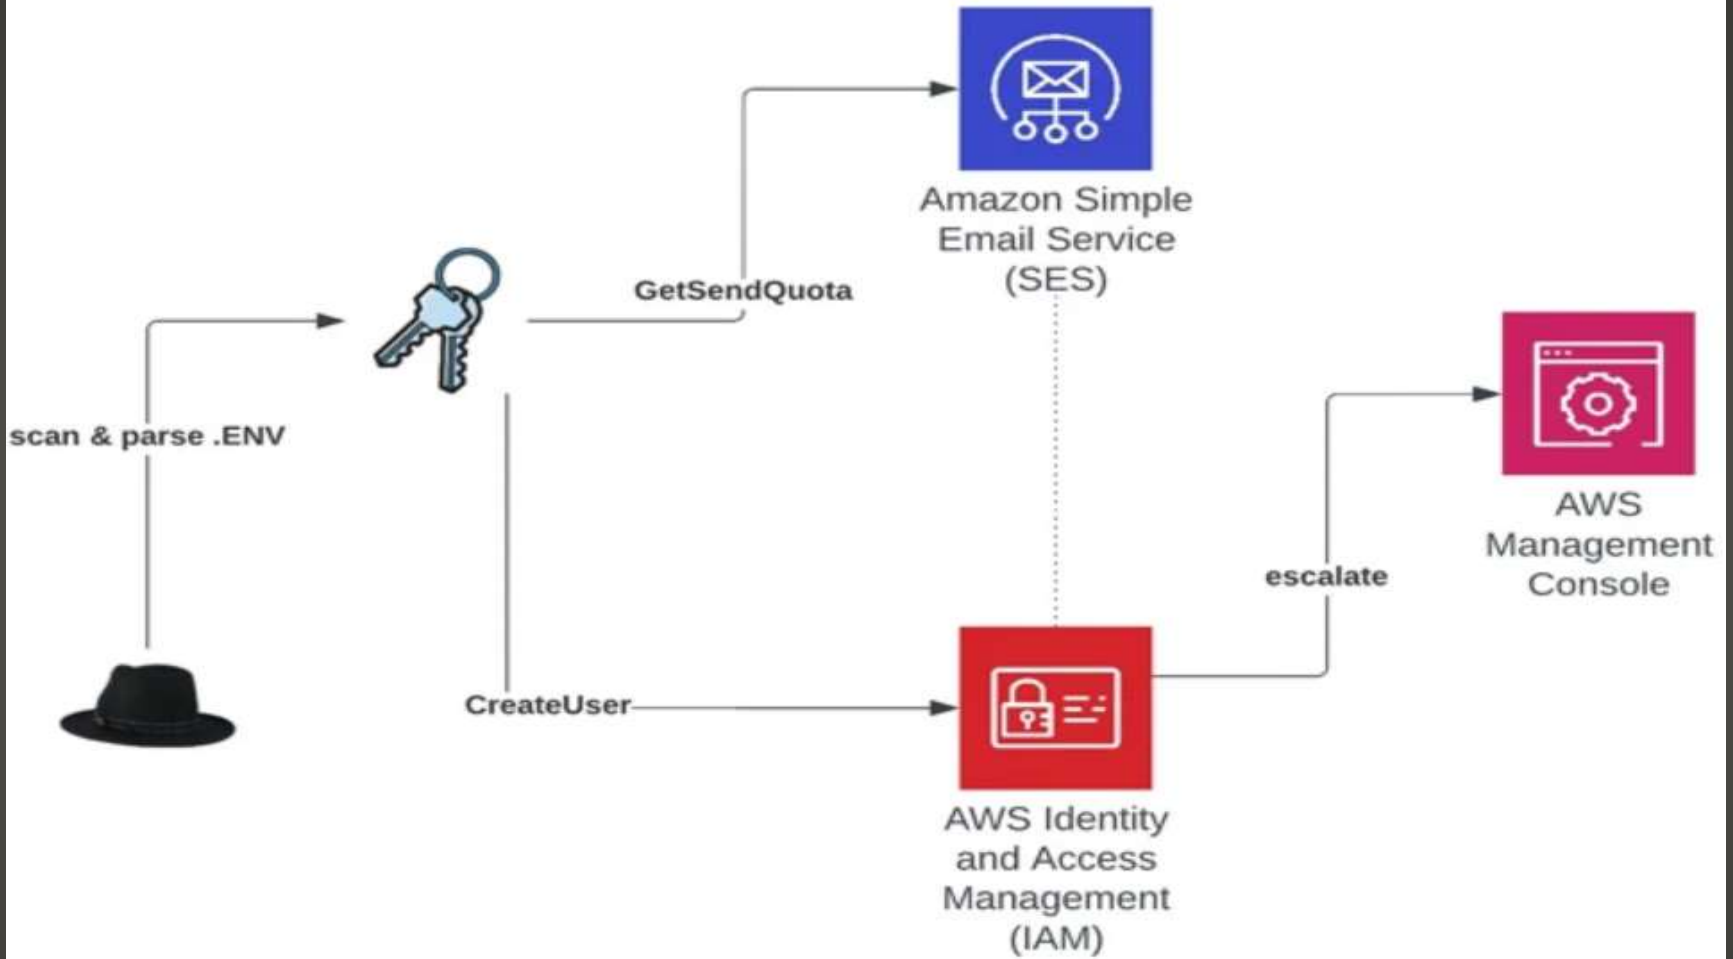 Amazon Simple
Email Service
(SES)
GetSendQuota
scan & parse .ENV
AWS
Management
Console
escalate
CreateUser
AWS Identity
and Access
Management
(IAM)